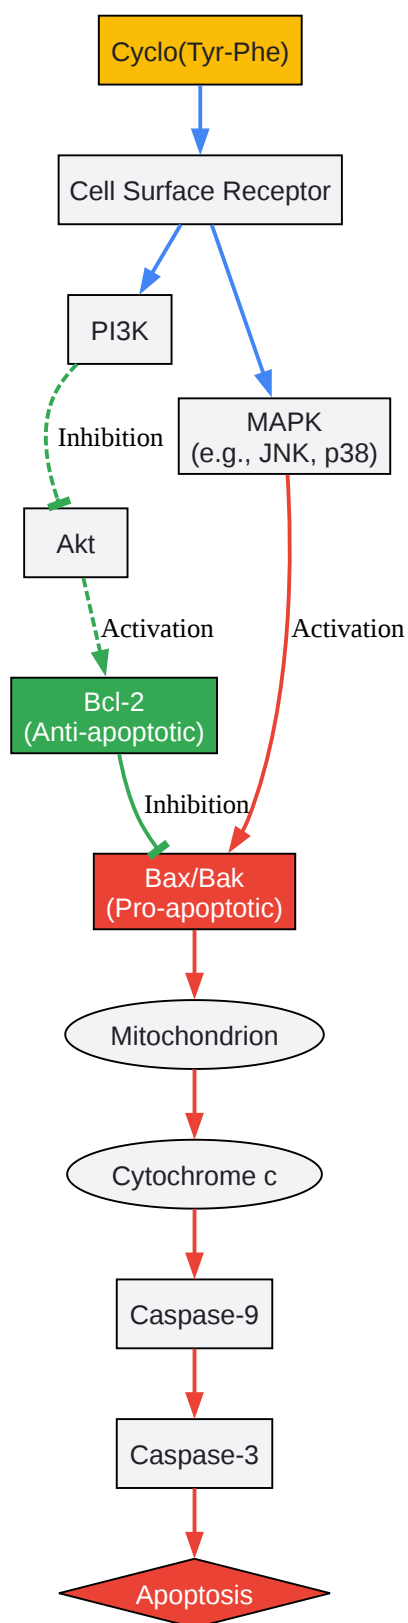 Cyclo(Tyr-Phe)
Cell Surface Receptor
PI3K
MAPK
(e.g., JNK, p38)
Inhibition
Akt
Activation
Activation
Bcl-2
(Anti-apoptotic)
Inhibition
Bax/Bak
(Pro-apoptotic)
Mitochondrion
Cytochrome c
Caspase-9
Caspase-3
Apoptosis